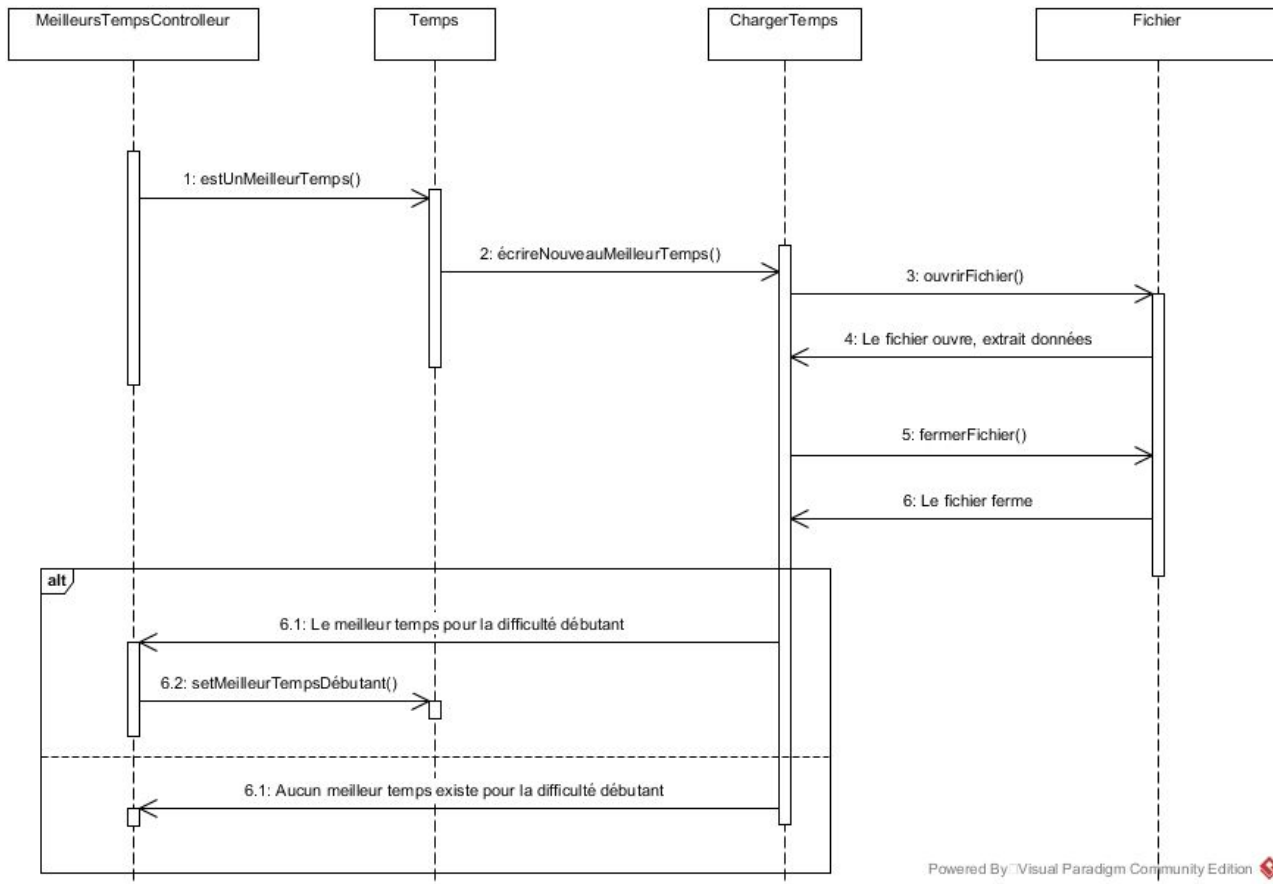 MeilleursTempsControlleur
Temps
ChargerTemps
Fichier
1: estUnMeilleurTemps()
2: écrireNouveauMeilleurTemps()
3: ouvrirFichier()
4: Le fichier ouvre, extrait données
5: fermerFichier()
6: Le fichier ferme
alt
6.1: Le meilleur temps pour la difficulté débutant
6.2: setMeilleurTempsDébutant()
6.1: Aucun meilleur temps existe pour la difficulté débutant
Powered By Visual Paradigm Community Edition